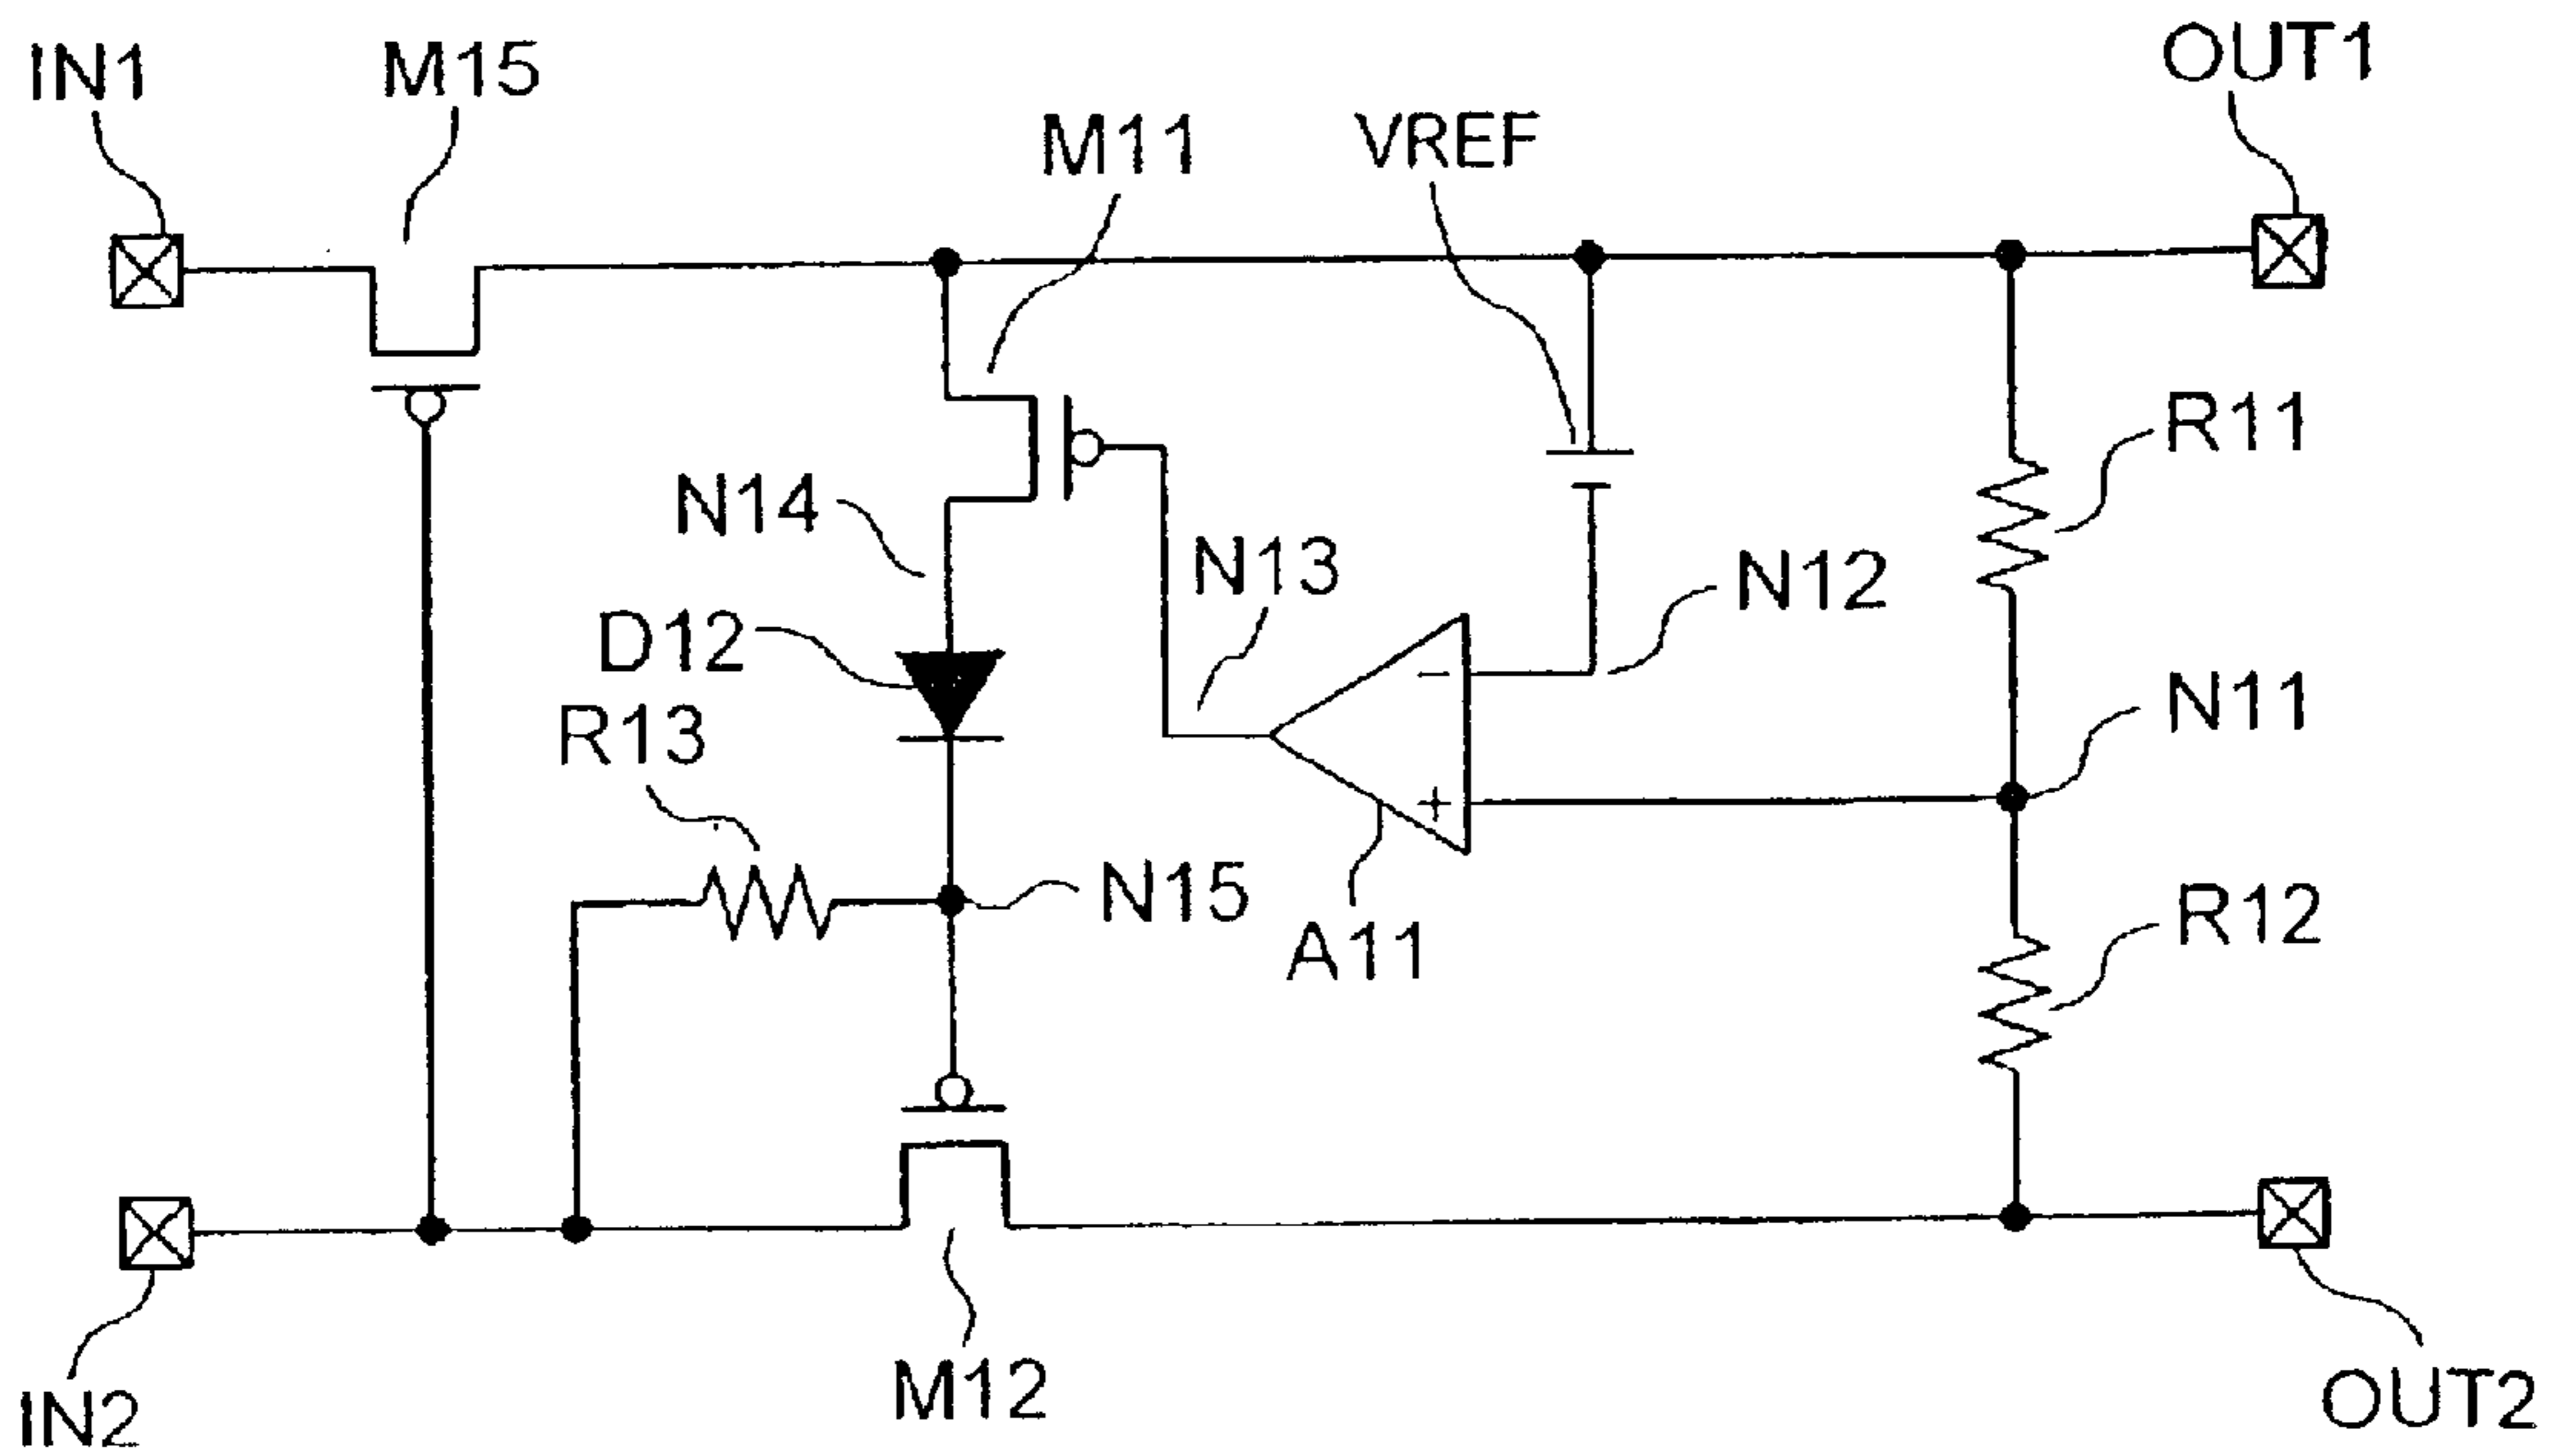 IN1
M15
M11
VREF
OUT1
R11
N14
N13
N12
D12
R13
N11
N15
A11
R12
−
+
M12
IN2
OUT2